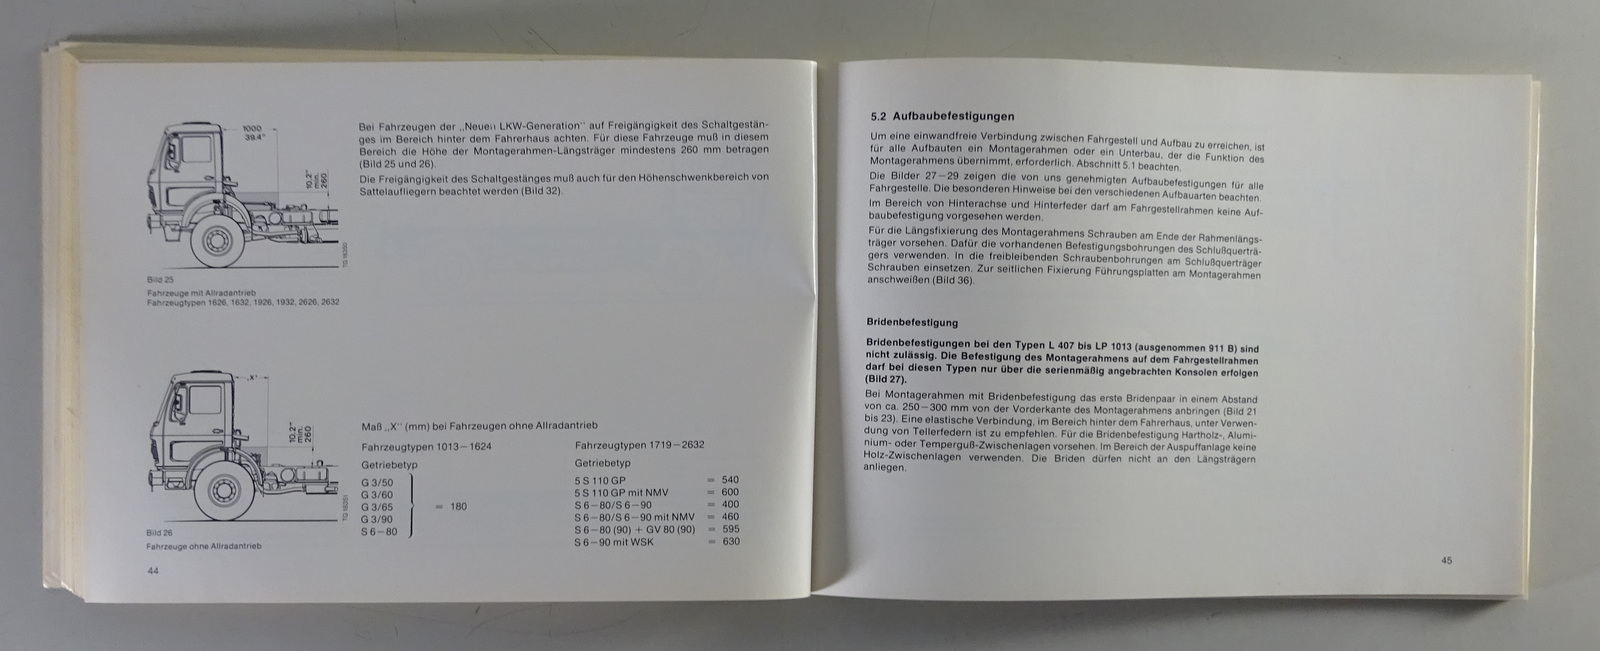 1000
39.4"
10.2"
min.
260
TG 18350
Bild 25
Fahrzeuge mit Allradantrieb
Fahrzeugtypen 1626, 1632, 1926, 1932, 2626, 2632
Bei Fahrzeugen der „Neuen LKW-Generation“ auf Freigängigkeit des Schaltgestän-
ges im Bereich hinter dem Fahrerhaus achten. Für diese Fahrzeuge muß in diesem
Bereich die Höhe der Montagerahmen-Längsträger mindestens 260 mm betragen
(Bild 25 und 26).
Die Freigängigkeit des Schaltgestänges muß auch für den Höhenschwenkbereich von
Sattelaufliegern beachtet werden (Bild 32).
„X“
10.2"
min.
260
TG 18351
Bild 26
Fahrzeuge ohne Allradantrieb
Maß „X“ (mm) bei Fahrzeugen ohne Allradantrieb
Fahrzeugtypen 1013–1624
Getriebetyp
G 3/50
G 3/60
G 3/65
G 3/90
S 6–80
= 180
Fahrzeugtypen 1719–2632
Getriebetyp
5 S 110 GP = 540
5 S 110 GP mit NMV = 600
S 6–80/S 6–90 = 400
S 6–80/S 6–90 mit NMV = 460
S 6–80 (90) + GV 80 (90) = 595
S 6–90 mit WSK = 630
44
5.2 Aufbaubefestigungen
Um eine einwandfreie Verbindung zwischen Fahrgestell und Aufbau zu erreichen, ist
für alle Aufbauten ein Montagerahmen oder ein Unterbau, der die Funktion des
Montagerahmens übernimmt, erforderlich. Abschnitt 5.1 beachten.
Die Bilder 27–29 zeigen die von uns genehmigten Aufbaubefestigungen für alle
Fahrgestelle. Die besonderen Hinweise bei den verschiedenen Aufbauarten beachten.
Im Bereich von Hinterachse und Hinterfeder darf am Fahrgestellrahmen keine Auf-
baubefestigung vorgesehen werden.
Für die Längsfixierung des Montagerahmens Schrauben am Ende der Rahmenlängs-
träger vorsehen. Dafür die vorhandenen Befestigungsbohrungen des Schlußquerträ-
gers verwenden. In die freibleibenden Schraubenbohrungen am Schlußquerträger
Schrauben einsetzen. Zur seitlichen Fixierung Führungsplatten am Montagerahmen
anschweißen (Bild 36).
Bridenbefestigung
Bridenbefestigungen bei den Typen L 407 bis LP 1013 (ausgenommen 911 B) sind
nicht zulässig. Die Befestigung des Montagerahmens auf dem Fahrgestellrahmen
darf bei diesen Typen nur über die serienmäßig angebrachten Konsolen erfolgen
(Bild 27).
Bei Montagerahmen mit Bridenbefestigung das erste Bridenpaar in einem Abstand
von ca. 250–300 mm von der Vorderkante des Montagerahmens anbringen (Bild 21
bis 23). Eine elastische Verbindung, im Bereich hinter dem Fahrerhaus, unter Verwen-
dung von Tellerfedern ist zu empfehlen. Für die Bridenbefestigung Hartholz-, Alumi-
nium- oder Temperguß-Zwischenlagen vorsehen. Im Bereich der Auspuffanlage keine
Holz-Zwischenlagen verwenden. Die Briden dürfen nicht an den Längsträgern
anliegen.
45